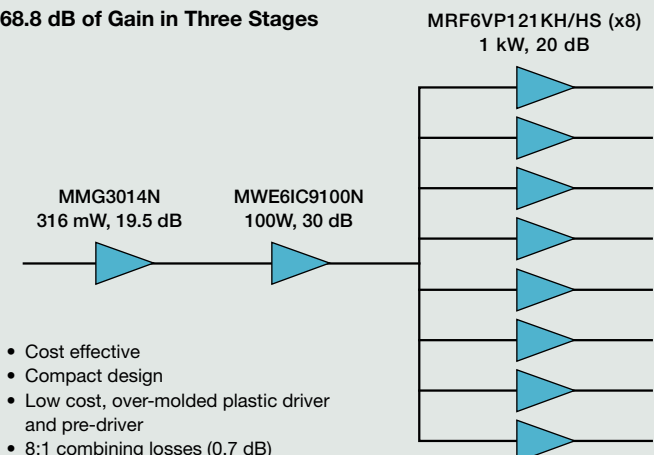 68.8 dB of Gain in Three Stages
MRF6VP121KH/HS (x8)
1 kW, 20 dB
MMG3014N
316 mW, 19.5 dB
MWE6IC9100N
100W, 30 dB
• Cost effective
• Compact design
• Low cost, over-molded plastic driver
and pre-driver
• 8:1 combining losses (0.7 dB)